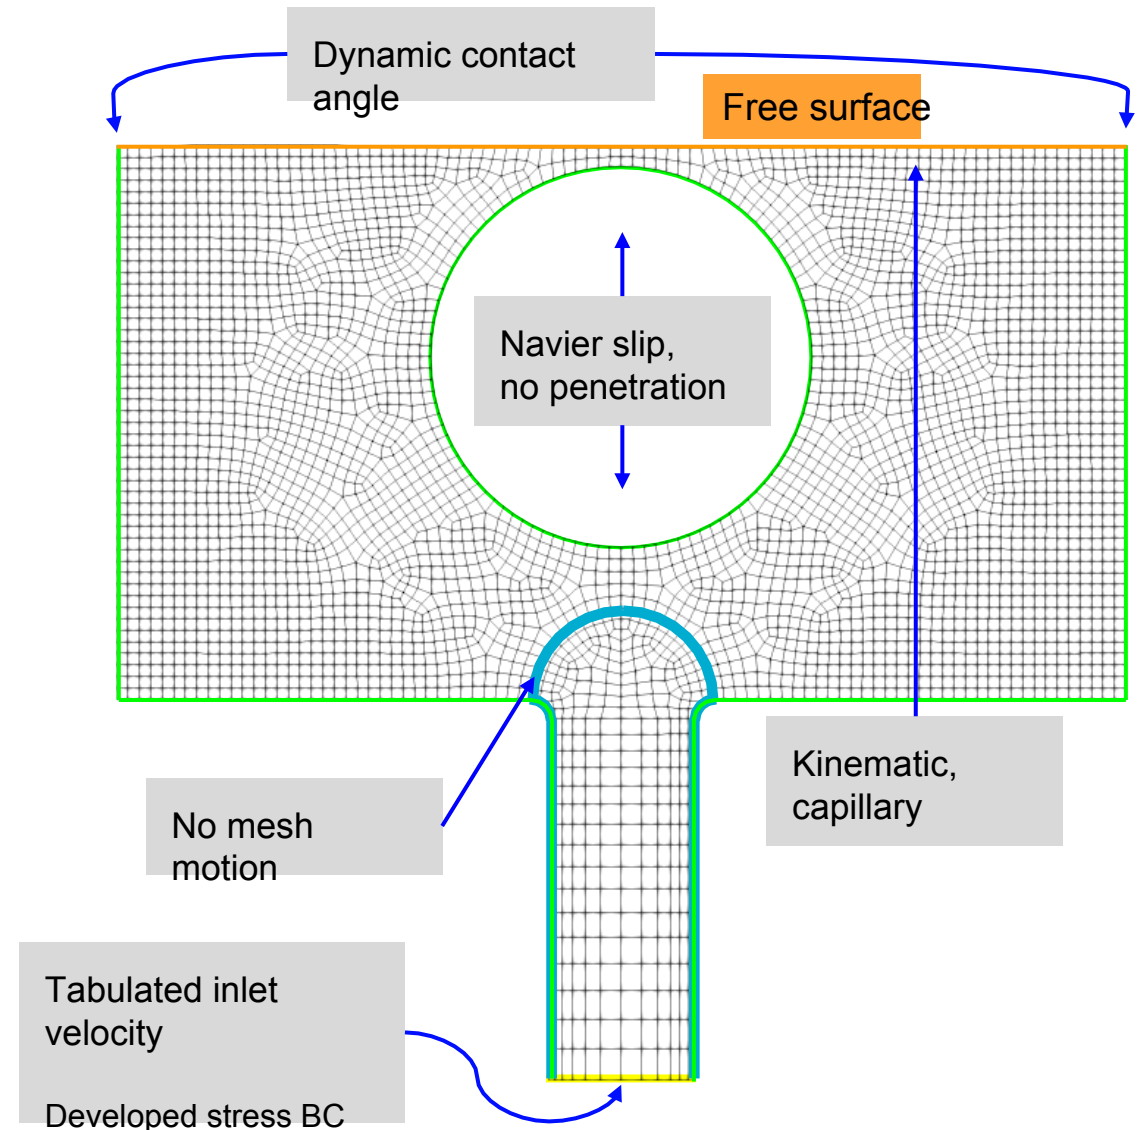 Dynamic contact
angle
Free surface
Navier slip,
no penetration
Kinematic,
capillary
No mesh
motion
Tabulated inlet
velocity
Developed stress BC